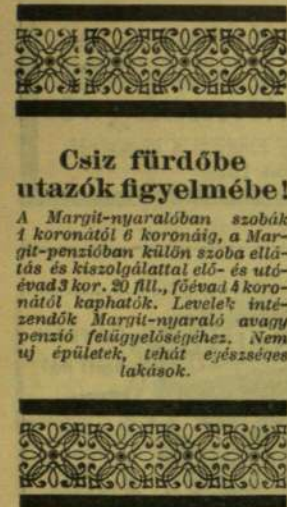 Csiz fürdőbe
utazók figyelmébe!
A Margit-nyaralóban szobák
1 koronától 6 koronáig, a Mar-
git-penzióban külön szoba ellá-
tás és kiszolgálattal elő- és utó-
évad 3 kor. 20 fill., főévad 4 koro-
nától kaphatók. Levelek inté-
zendők Margit-nyaraló avagy
penzió felügyelőségéhez. Nem
uj épületek, tehát egészséges
lakások.